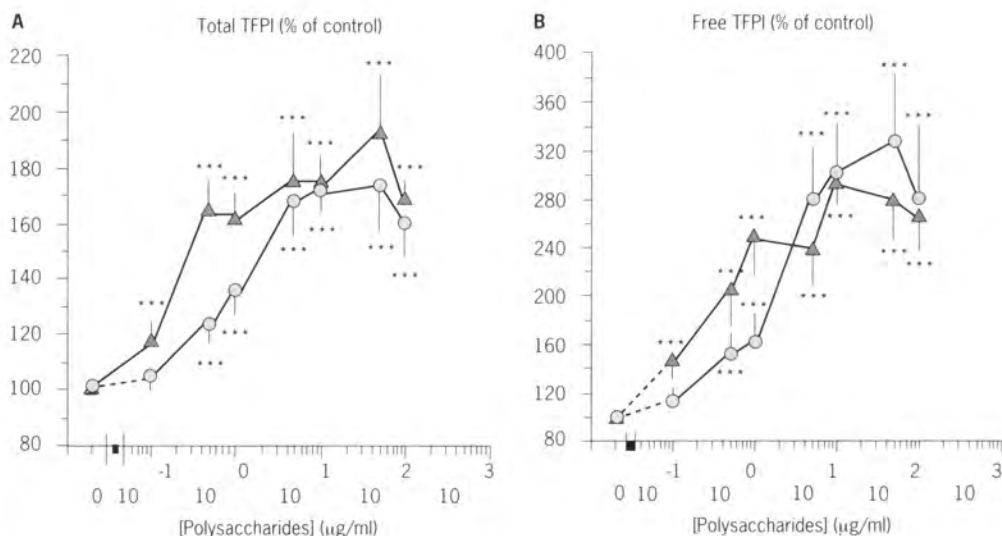 A
Total TFPI (% of control)
220
200
180
160
140
120
100
80
-1 0 1 2 3
0 10 10 10 10 10
[Polysaccharides] (µg/ml)
B
Free TFPI (% of control)
400
360
320
280
240
200
160
120
80
-1 0 1 2 3
0 10 10 10 10 10
[Polysaccharides] (µg/ml)